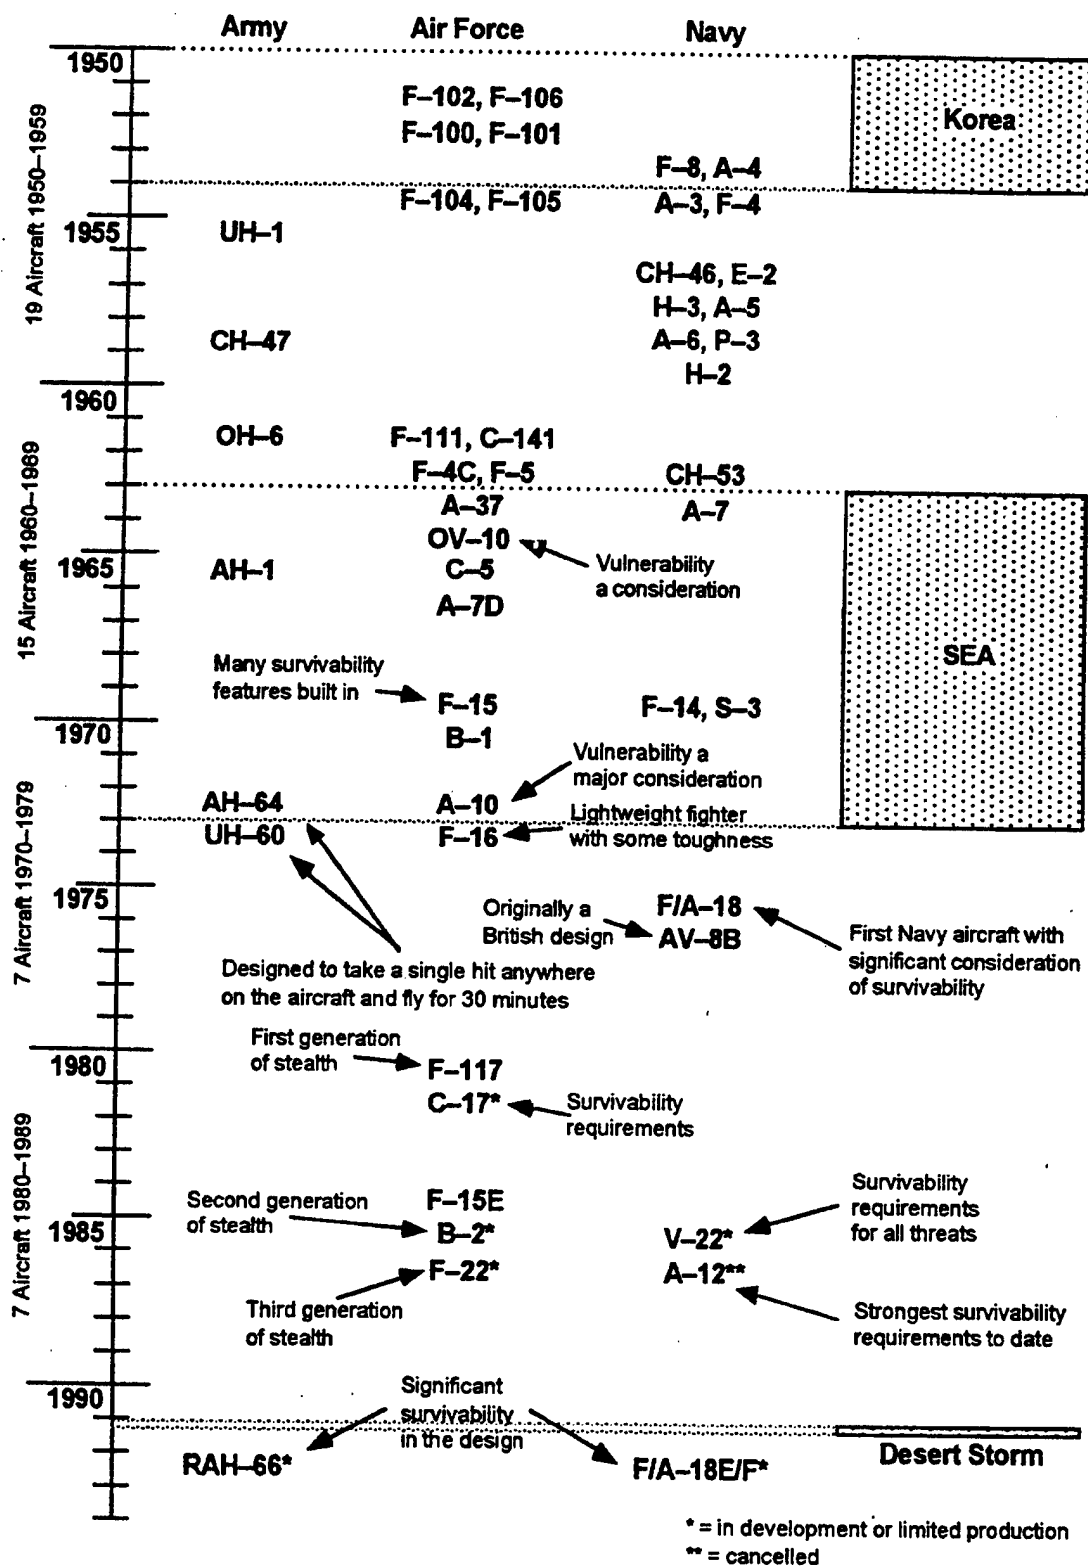 Army Air Force Navy
1950
F–102, F–106
F–100, F–101
Korea
F–8, A–4
F–104, F–105 A–3, F–4
1955 UH–1
CH–46, E–2
H–3, A–5
CH–47 A–6, P–3
H–2
19 Aircraft 1950–1959
1960
OH–6 F–111, C–141
F–4C, F–5 CH–53
A–37 A–7
OV–10
Vulnerability
a consideration
1965 AH–1 C–5
A–7D
15 Aircraft 1960–1989
SEA
Many survivability
features built in
F–15 F–14, S–3
1970 B–1
Vulnerability a
major consideration
AH–64 A–10
UH–60 F–16
Lightweight fighter
with some toughness
1975
7 Aircraft 1970–1979
Originally a
British design
F/A–18
AV–8B
First Navy aircraft with
significant consideration
of survivability
Designed to take a single hit anywhere
on the aircraft and fly for 30 minutes
First generation
of stealth
1980 F–117
C–17*
Survivability
requirements
7 Aircraft 1980–1989
Second generation
of stealth
F–15E
1985 B–2* V–22*
Survivability
requirements
for all threats
F–22* A–12**
Third generation
of stealth
Strongest survivability
requirements to date
1990
Significant
survivability
in the design
Desert Storm
RAH–66* F/A–18E/F*
* = in development or limited production
** = cancelled